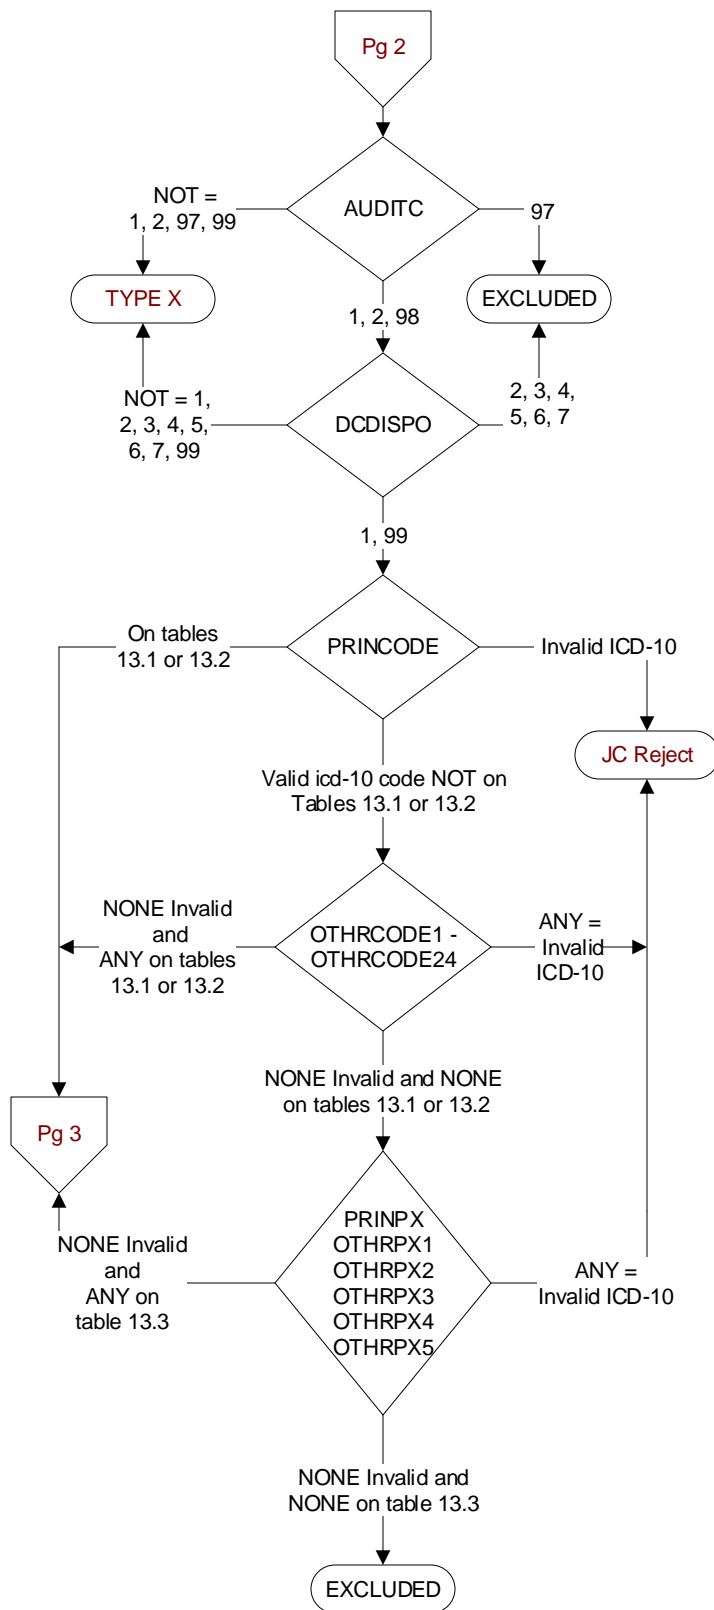 Pg 2
NOT =
1, 2, 97, 99
AUDITC
97
TYPE X
EXCLUDED
1, 2, 98
NOT = 1,
2, 3, 4, 5,
6, 7, 99
DCDISPO
2, 3, 4,
5, 6, 7
1, 99
On tables
13.1 or 13.2
PRINCODE
Invalid ICD-10
JC Reject
Valid icd-10 code NOT on
Tables 13.1 or 13.2
NONE Invalid
and
ANY on tables
13.1 or 13.2
OTHRCODE1 -
OTHRCODE24
ANY =
Invalid
ICD-10
NONE Invalid and NONE
on tables 13.1 or 13.2
Pg 3
NONE Invalid
and
ANY on
table 13.3
PRINPX
OTHRPX1
OTHRPX2
OTHRPX3
OTHRPX4
OTHRPX5
ANY =
Invalid ICD-10
NONE Invalid and
NONE on table 13.3
EXCLUDED